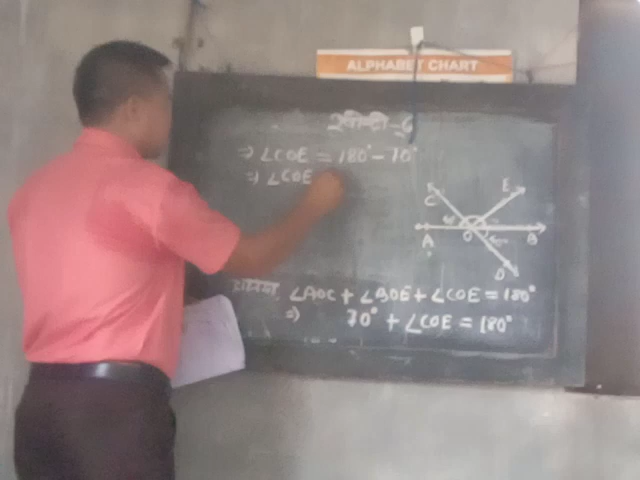 ALPHABET CHART
⇒ ∠COE = 180° - 70°
⇒ ∠COE
C
E
A
O
B
D
∠AOC + ∠BOE + ∠COE = 180°
⇒ 70° + ∠COE = 180°